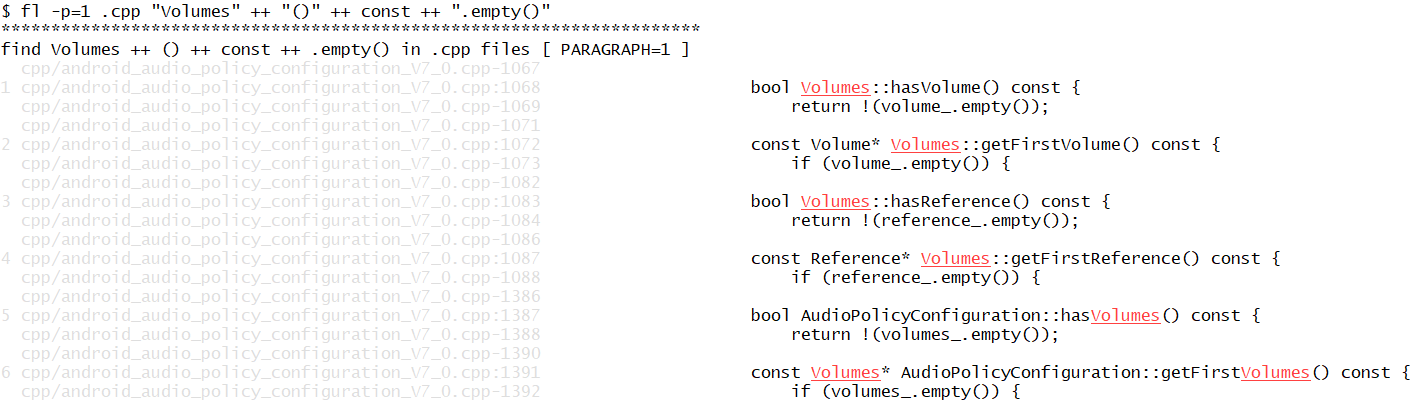 $ fl -p=1 .cpp "Volumes" ++ "()" ++ const ++ ".empty()"
**********************************************************************
find Volumes ++ () ++ const ++ .empty() in .cpp files [ PARAGRAPH=1 ]
cpp/android_audio_policy_configuration_V7_0.cpp-1067
1 cpp/android_audio_policy_configuration_V7_0.cpp:1068 bool Volumes::hasVolume() const {
cpp/android_audio_policy_configuration_V7_0.cpp-1069 return !(volume_.empty());
cpp/android_audio_policy_configuration_V7_0.cpp-1071
2 cpp/android_audio_policy_configuration_V7_0.cpp:1072 const Volume* Volumes::getFirstVolume() const {
cpp/android_audio_policy_configuration_V7_0.cpp-1073 if (volume_.empty()) {
cpp/android_audio_policy_configuration_V7_0.cpp-1082
3 cpp/android_audio_policy_configuration_V7_0.cpp:1083 bool Volumes::hasReference() const {
cpp/android_audio_policy_configuration_V7_0.cpp-1084 return !(reference_.empty());
cpp/android_audio_policy_configuration_V7_0.cpp-1086
4 cpp/android_audio_policy_configuration_V7_0.cpp:1087 const Reference* Volumes::getFirstReference() const {
cpp/android_audio_policy_configuration_V7_0.cpp-1088 if (reference_.empty()) {
cpp/android_audio_policy_configuration_V7_0.cpp-1386
5 cpp/android_audio_policy_configuration_V7_0.cpp:1387 bool AudioPolicyConfiguration::hasVolumes() const {
cpp/android_audio_policy_configuration_V7_0.cpp-1388 return !(volumes_.empty());
cpp/android_audio_policy_configuration_V7_0.cpp-1390
6 cpp/android_audio_policy_configuration_V7_0.cpp:1391 const Volumes* AudioPolicyConfiguration::getFirstVolumes() const {
cpp/android_audio_policy_configuration_V7_0.cpp-1392 if (volumes_.empty()) {